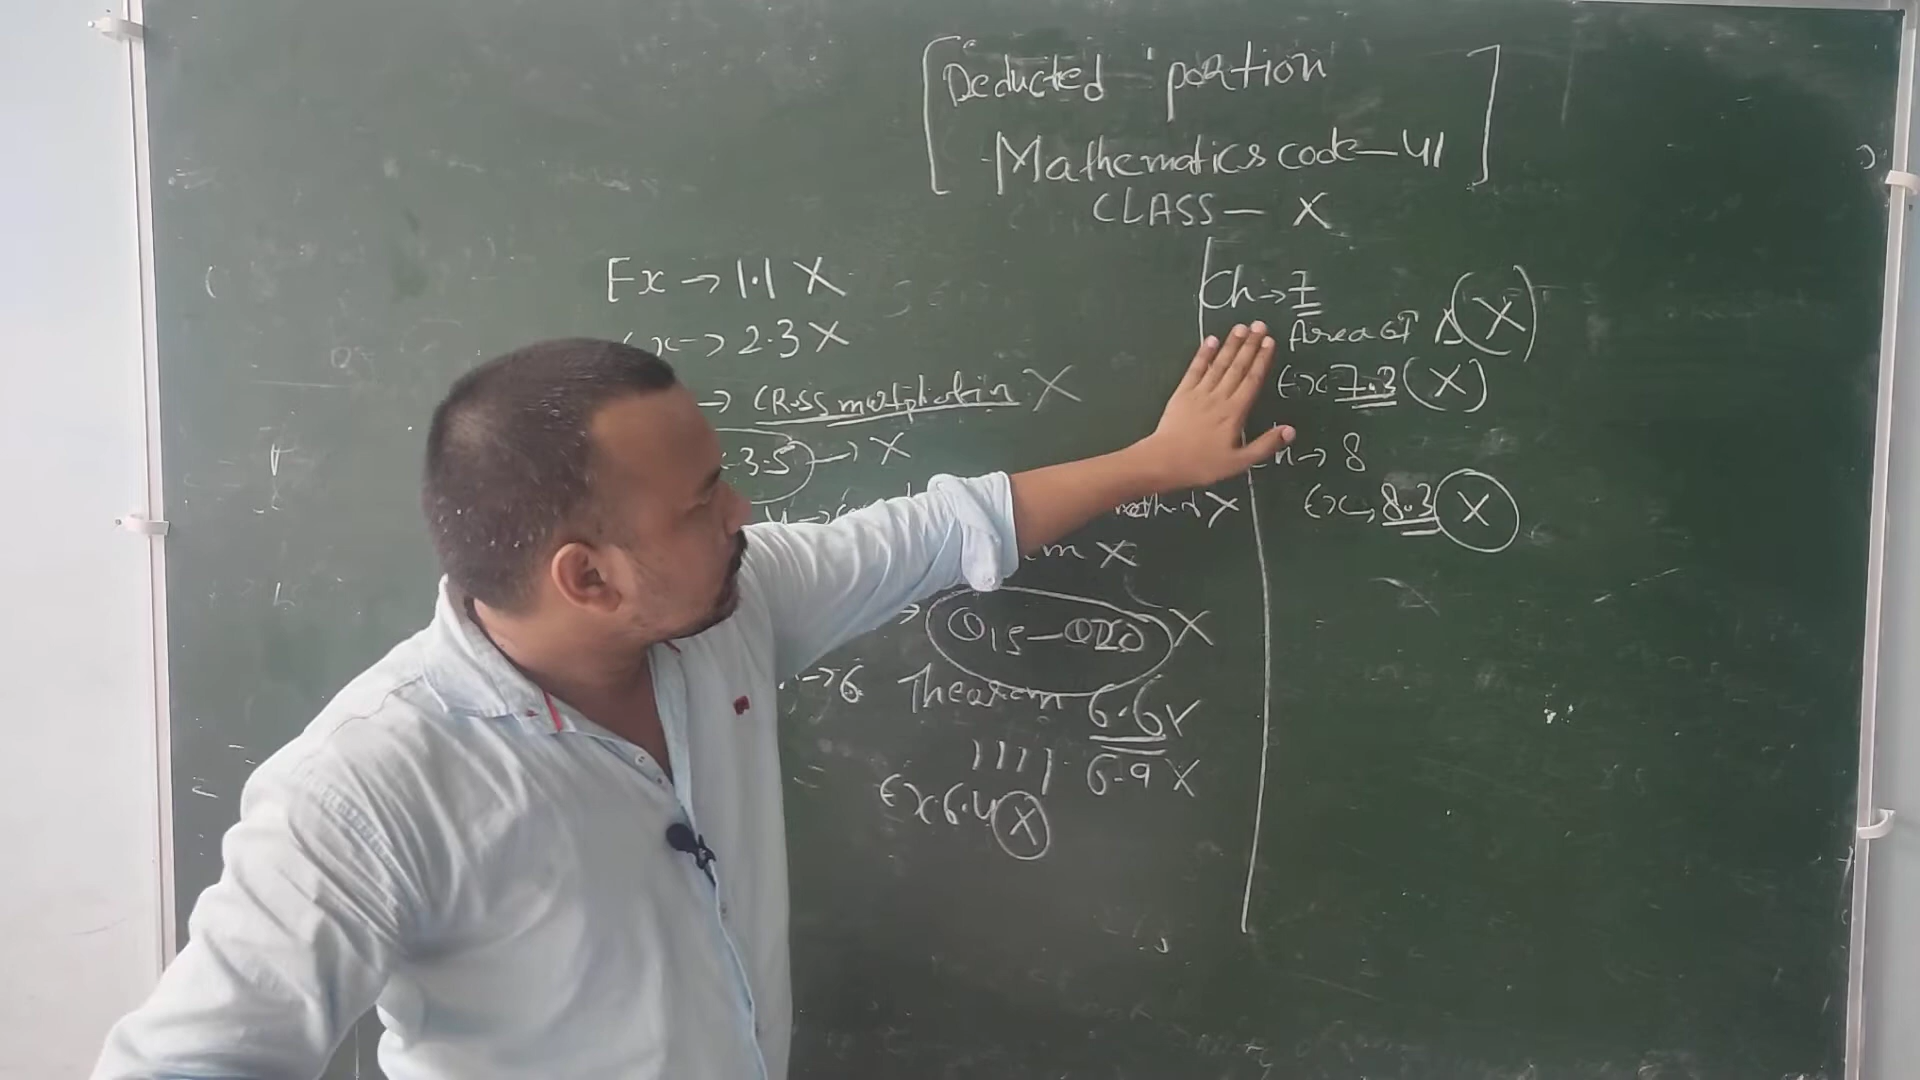 Deducted portion
Mathematics code-41
CLASS - X
Ex → 1.1 X
x → 2.3 X
→ Cross multiplication X
3.5 → X
method X
m X
→ Q15-Q20 X
→ 6 Theorem 6.6 X
1111 6.9 X
Ex 6.4 X
Ch → 7
Area of Δ X
Ex 7.3 (X)
h → 8
Ex → 8.3 X